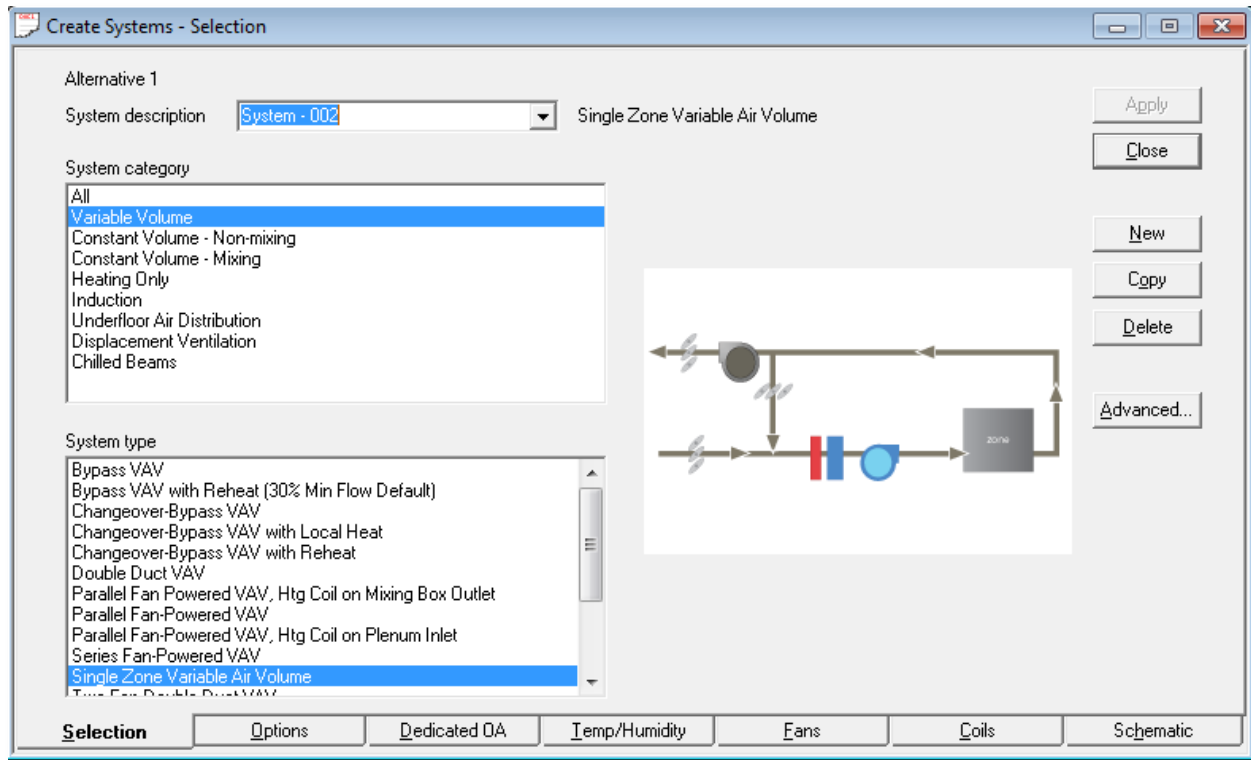 Create Systems - Selection
Alternative 1
System description
System - 002
Single Zone Variable Air Volume
Apply
Close
System category
All
Variable Volume
Constant Volume - Non-mixing
Constant Volume - Mixing
Heating Only
Induction
Underfloor Air Distribution
Displacement Ventilation
Chilled Beams
New
Copy
Delete
Advanced...
zone
System type
Bypass VAV
Bypass VAV with Reheat (30% Min Flow Default)
Changeover-Bypass VAV
Changeover-Bypass VAV with Local Heat
Changeover-Bypass VAV with Reheat
Double Duct VAV
Parallel Fan Powered VAV, Htg Coil on Mixing Box Outlet
Parallel Fan-Powered VAV
Parallel Fan-Powered VAV, Htg Coil on Plenum Inlet
Series Fan-Powered VAV
Single Zone Variable Air Volume
Selection
Options
Dedicated OA
Temp/Humidity
Fans
Coils
Schematic